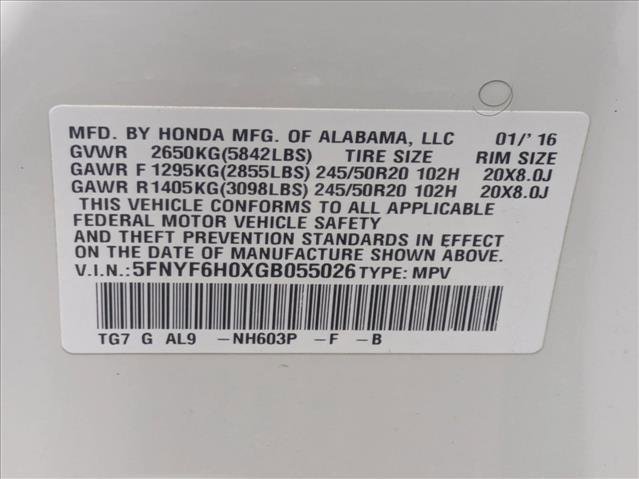 MFD. BY HONDA MFG. OF ALABAMA, LLC 01/'16
GVWR 2650KG(5842LBS) TIRE SIZE RIM SIZE
GAWR F 1295KG(2855LBS) 245/50R20 102H 20X8.0J
GAWR R 1405KG(3098LBS) 245/50R20 102H 20X8.0J
THIS VEHICLE CONFORMS TO ALL APPLICABLE
FEDERAL MOTOR VEHICLE SAFETY
AND THEFT PREVENTION STANDARDS IN EFFECT
ON THE DATE OF MANUFACTURE SHOWN ABOVE.
V.I.N.: 5FNYF6H0XGB055026 TYPE: MPV
TG7 G AL9 -NH603P -F -B